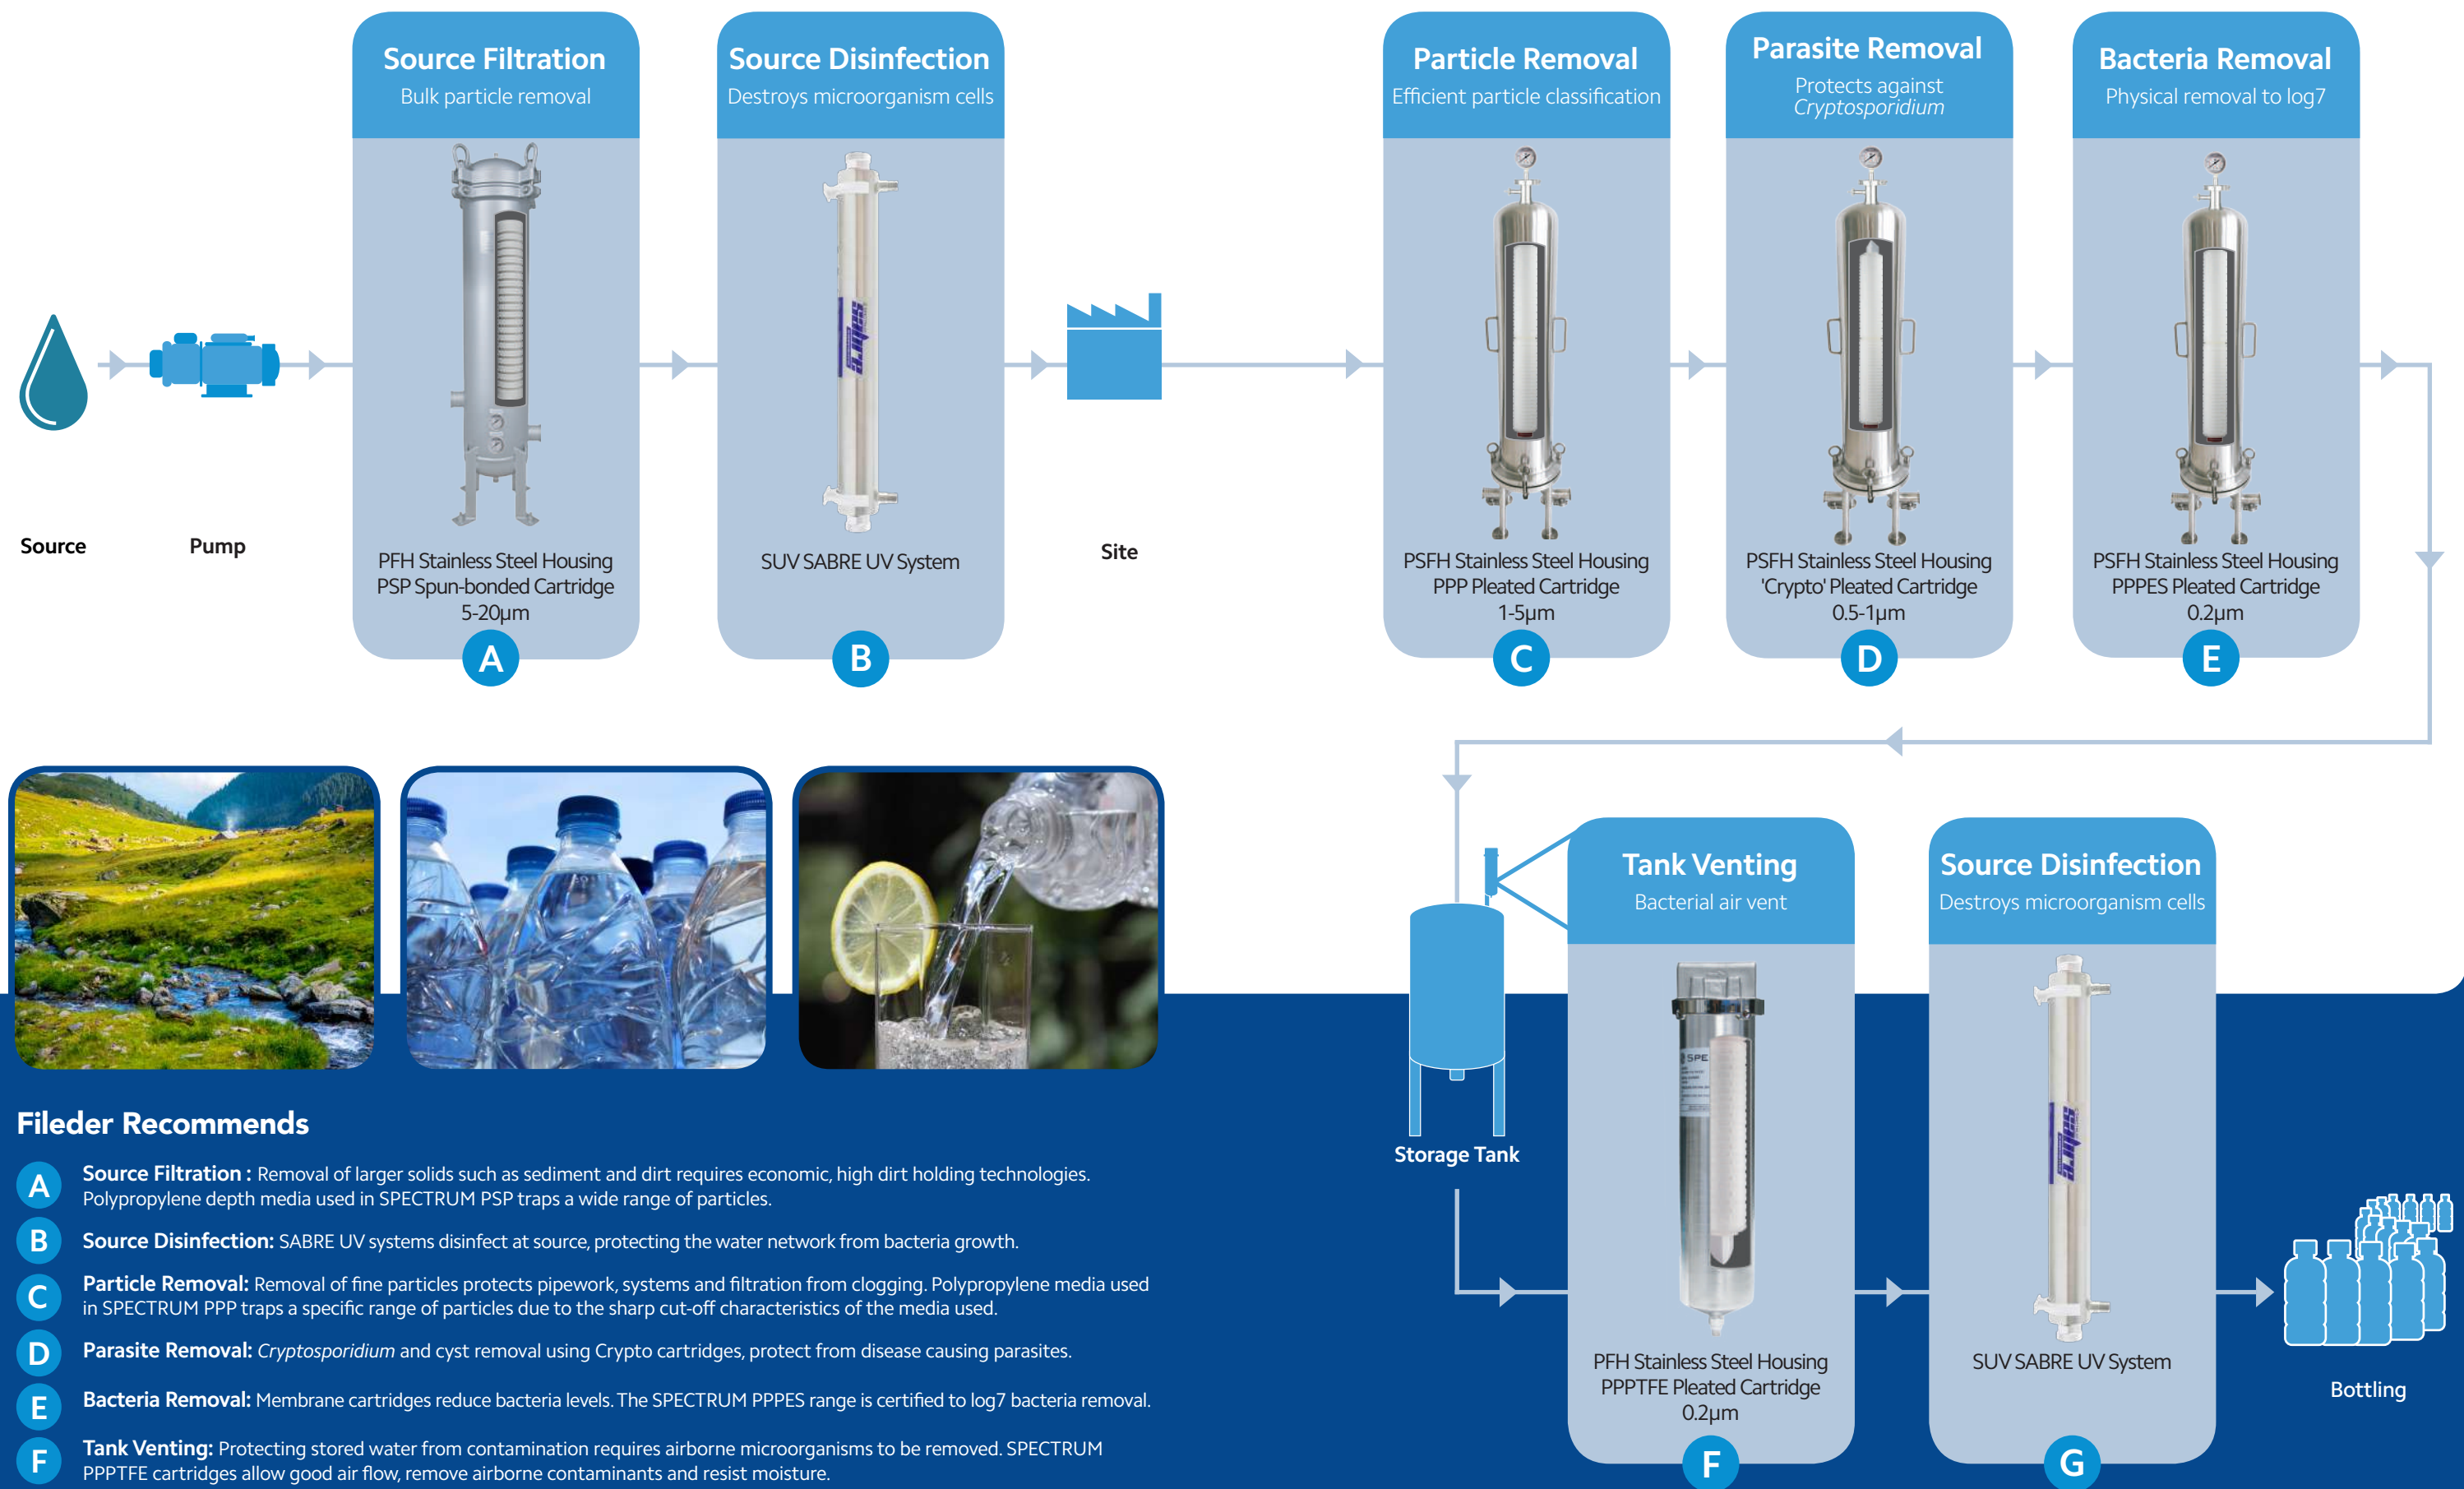 Source Filtration
Bulk particle removal
Source Disinfection
Destroys microorganism cells
Particle Removal
Efficient particle classification
Parasite Removal
Protects against
Cryptosporidium
Bacteria Removal
Physical removal to log7
sabre
Source
Pump
Site
PFH Stainless Steel Housing
PSP Spun-bonded Cartridge
5-20µm
A
SUV SABRE UV System
B
PSFH Stainless Steel Housing
PPP Pleated Cartridge
1-5µm
C
PSFH Stainless Steel Housing
'Crypto' Pleated Cartridge
0.5-1µm
D
PSFH Stainless Steel Housing
PPPES Pleated Cartridge
0.2µm
E
Tank Venting
Bacterial air vent
Source Disinfection
Destroys microorganism cells
SPE
sabre
Storage Tank
PFH Stainless Steel Housing
PPPTFE Pleated Cartridge
0.2µm
F
SUV SABRE UV System
G
Bottling
Fileder Recommends
A
Source Filtration : Removal of larger solids such as sediment and dirt requires economic, high dirt holding technologies.
Polypropylene depth media used in SPECTRUM PSP traps a wide range of particles.
B
Source Disinfection: SABRE UV systems disinfect at source, protecting the water network from bacteria growth.
C
Particle Removal: Removal of fine particles protects pipework, systems and filtration from clogging. Polypropylene media used
in SPECTRUM PPP traps a specific range of particles due to the sharp cut-off characteristics of the media used.
D
Parasite Removal: Cryptosporidium and cyst removal using Crypto cartridges, protect from disease causing parasites.
E
Bacteria Removal: Membrane cartridges reduce bacteria levels. The SPECTRUM PPPES range is certified to log7 bacteria removal.
F
Tank Venting: Protecting stored water from contamination requires airborne microorganisms to be removed. SPECTRUM
PPPTFE cartridges allow good air flow, remove airborne contaminants and resist moisture.